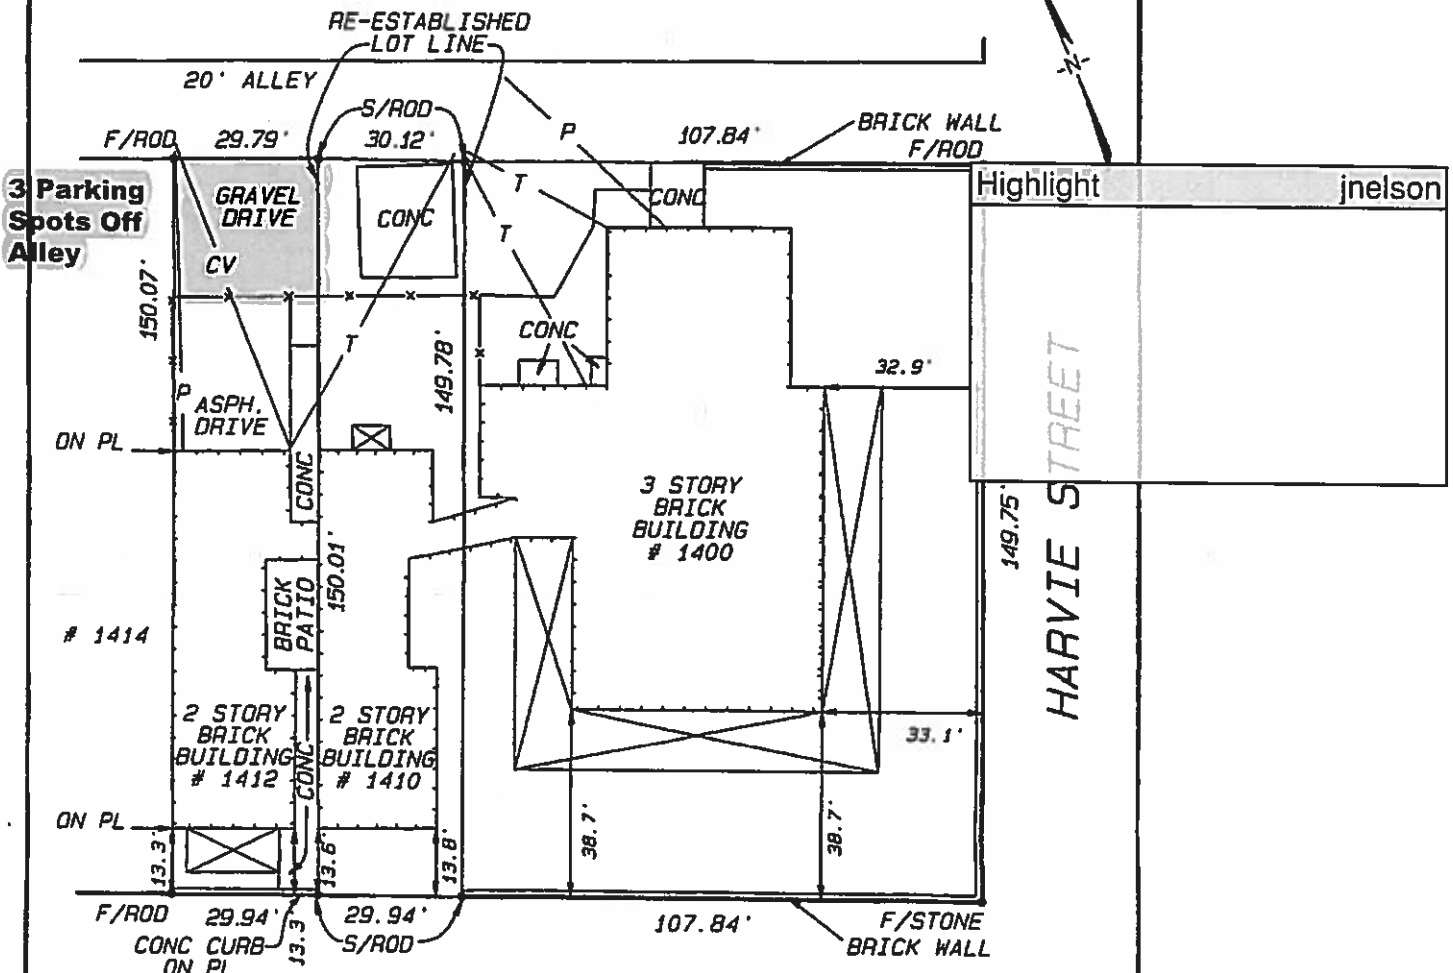 RE-ESTABLISHED
LOT LINE
20' ALLEY
N
S/ROD
BRICK WALL
F/ROD
29.79'
30.12'
P
107.84'
F/ROD
3 Parking
Spots Off
Alley
GRAVEL
DRIVE
CONC
T
CONC
Highlight jnelson
T
CV
150.07'
T
CONC
149.78'
32.9'
P
ASPH.
DRIVE
ON PL
CONC
3 STORY
BRICK
BUILDING
# 1400
149.75'
HARVIE STREET
150.01'
BRICK
PATIO
# 1414
2 STORY
BRICK
BUILDING
# 1412
CONC
2 STORY
BRICK
BUILDING
# 1410
33.1'
ON PL
13.3'
13.6'
13.8'
38.7'
38.7'
F/ROD
29.94'
29.94'
107.84'
F/STONE
CONC CURB
ON PL
13.3
S/ROD
BRICK WALL